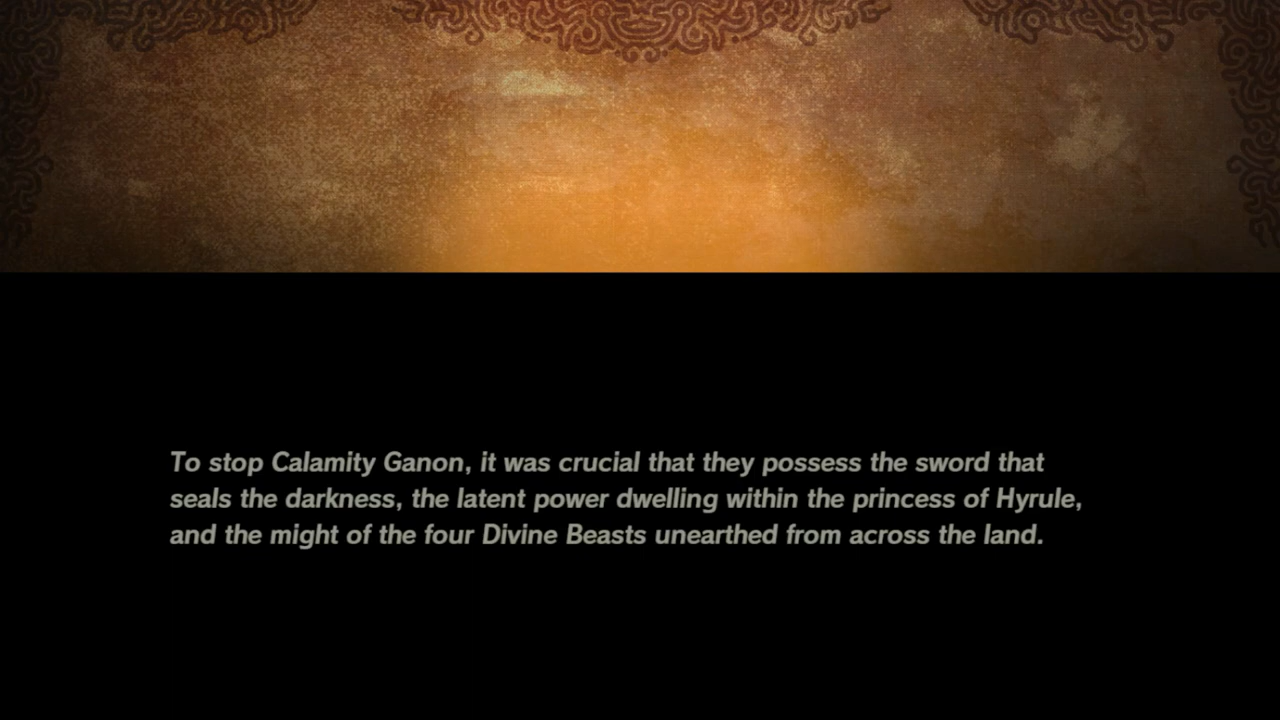 To stop Calamity Ganon, it was crucial that they possess the sword that
seals the darkness, the latent power dwelling within the princess of Hyrule,
and the might of the four Divine Beasts unearthed from across the land.